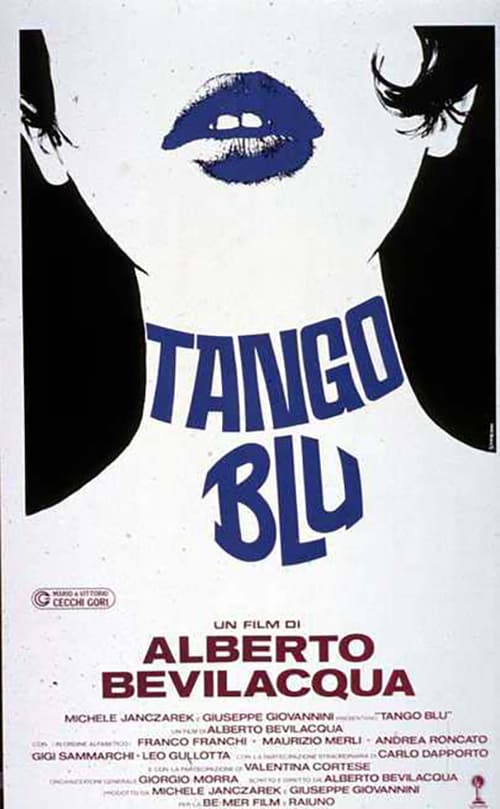 TANGO
BLU
MARIO & VITTORIO
CECCHI GORI
UN FILM DI
ALBERTO
BEVILACQUA
MICHELE JANCZAREK E GIUSEPPE GIOVANNINI PRESENTANO "TANGO BLU"
UN FILM DI ALBERTO BEVILACQUA
CON (IN ORDINE ALFABETICO) FRANCO FRANCHI · MAURIZIO MERLI · ANDREA RONCATO
GIGI SAMMARCHI · LEO GULLOTTA CON LA PARTECIPAZIONE STRAORDINARIA DI CARLO DAPPORTO
E CON LA PARTECIPAZIONE DI VALENTINA CORTESE
ORGANIZZATORE GENERALE GIORGIO MORRA SCRITTO E DIRETTO DA ALBERTO BEVILACQUA
PRODOTTO DA MICHELE JANCZAREK E GIUSEPPE GIOVANNINI
PER LA BE·MER FILM E RAIUNO